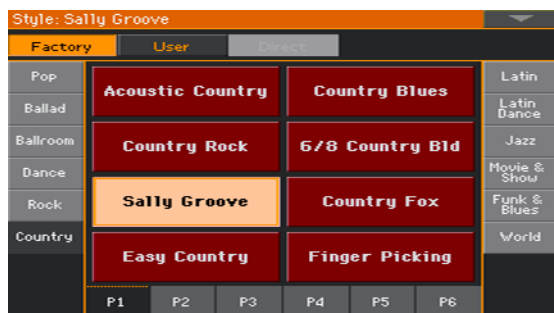 Style: Sally Groove
Factory
User
Direct
Pop
Ballad
Ballroom
Dance
Rock
Country
Acoustic Country
Country Blues
Country Rock
6/8 Country Bld
Sally Groove
Country Fox
Easy Country
Finger Picking
Latin
Latin
Dance
Jazz
Movie &
Show
Funk &
Blues
World
P1
P2
P3
P4
P5
P6